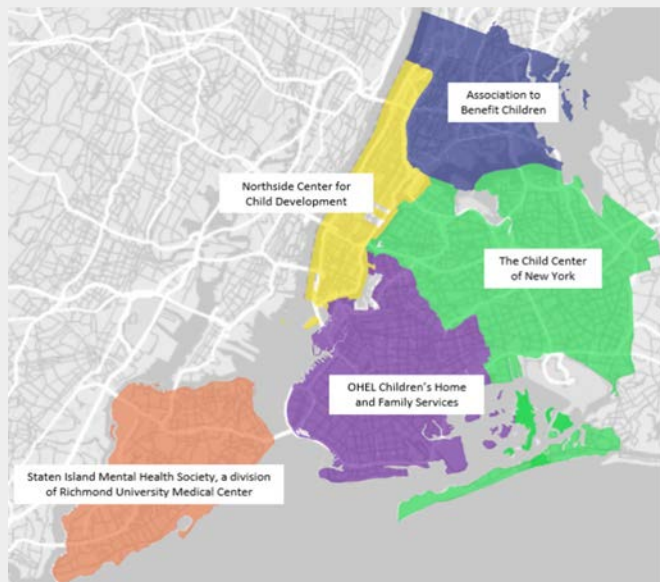 Association to
Benefit Children
Northside Center for
Child Development
The Child Center
of New York
OHEL Children's Home
and Family Services
Staten Island Mental Health Society, a division
of Richmond University Medical Center